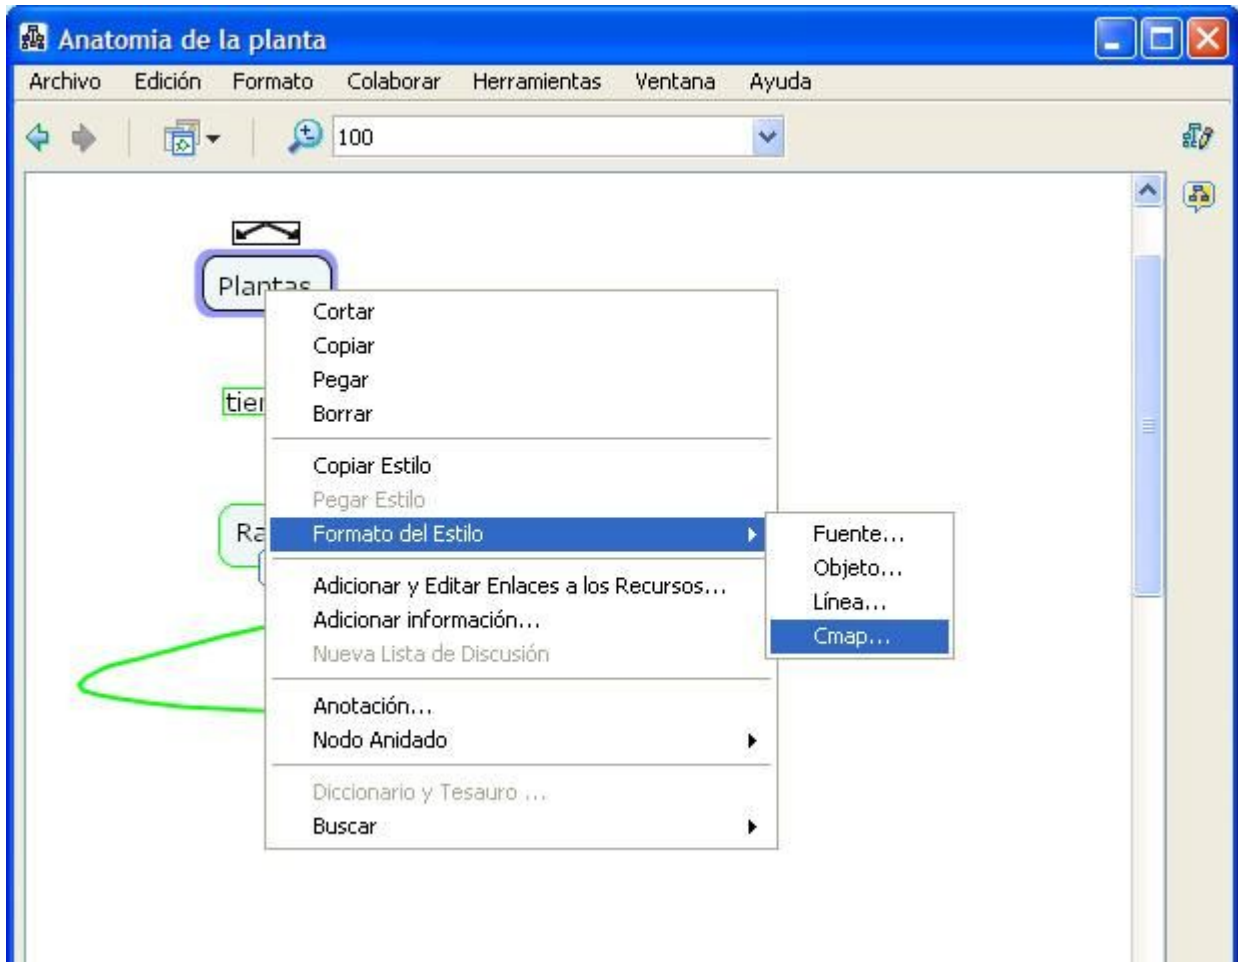 Anatomia de la planta
Archivo Edición Formato Colaborar Herramientas Ventana Ayuda
100
Plantas
Cortar
Copiar
Pegar
Borrar
Copiar Estilo
Pegar Estilo
Formato del Estilo
Fuente...
Objeto...
Línea...
Cmap...
Adicionar y Editar Enlaces a los Recursos...
Adicionar información...
Nueva Lista de Discusión
Anotación...
Nodo Anidado
Diccionario y Tesauro ...
Buscar